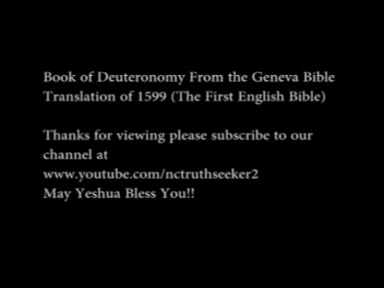 Book of Deuteronomy From the Geneva Bible
Translation of 1599 (The First English Bible)
Thanks for viewing please subscribe to our
channel at
www.youtube.com/nctruthseeker2
May Yeshua Bless You!!